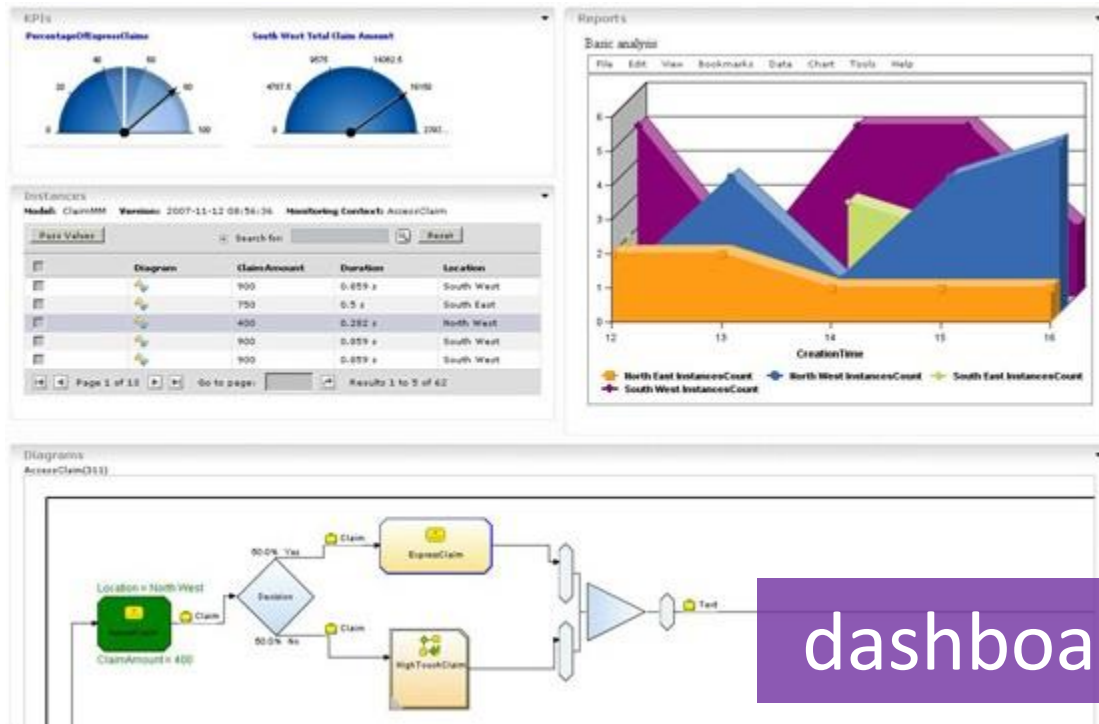 KPIs
PercentageOfExpressClaims
South West Total Claim Amount
0 20 40 60 80 100
0 4787.5 9575 14362.5 19150
Instances
Model: ClaimMM Version: 2007-11-12 08:56:36 Monitoring Context: AccessClaim
Pass Values Search for: Reset
Diagram ClaimAmount Duration Location
900 0.859 s South West
750 0.5 s South East
400 0.282 s North West
900 0.859 s South West
900 0.859 s South West
Page 1 of 13 Go to page: Results 1 to 5 of 62
Reports
Basic analysis
File Edit View Bookmarks Data Chart Tools Help
6
5
4
3
2
1
0
12 13 14 15 16
CreationTime
North East InstancesCount North West InstancesCount South East InstancesCount
South West InstancesCount
Diagrams
AccessClaim(311)
Location = North West
Claim
ClaimAmount = 400
50.0% Yes
Decision
50.0% No
Claim
ExpressClaim
Claim
HighTouchClaim
Text
dashboa